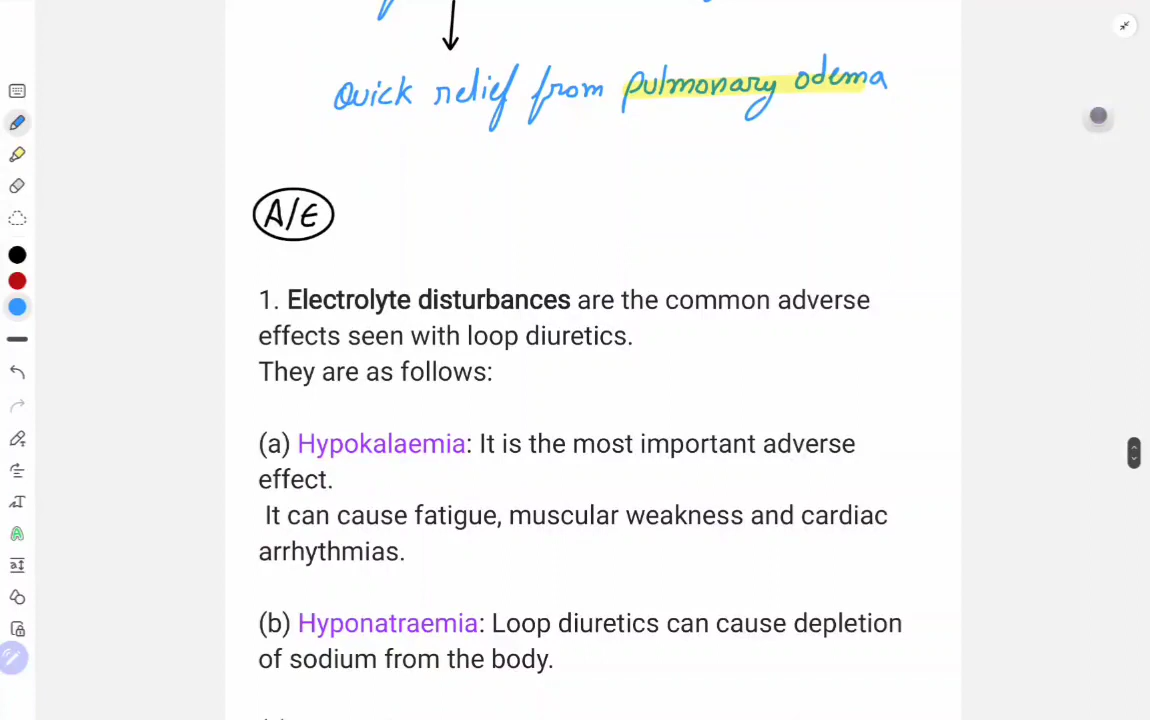 Quick relief from pulmonary odema
A/E
1. Electrolyte disturbances are the common adverse
effects seen with loop diuretics.
They are as follows:
(a) Hypokalaemia: It is the most important adverse
effect.
It can cause fatigue, muscular weakness and cardiac
arrhythmias.
(b) Hyponatraemia: Loop diuretics can cause depletion
of sodium from the body.